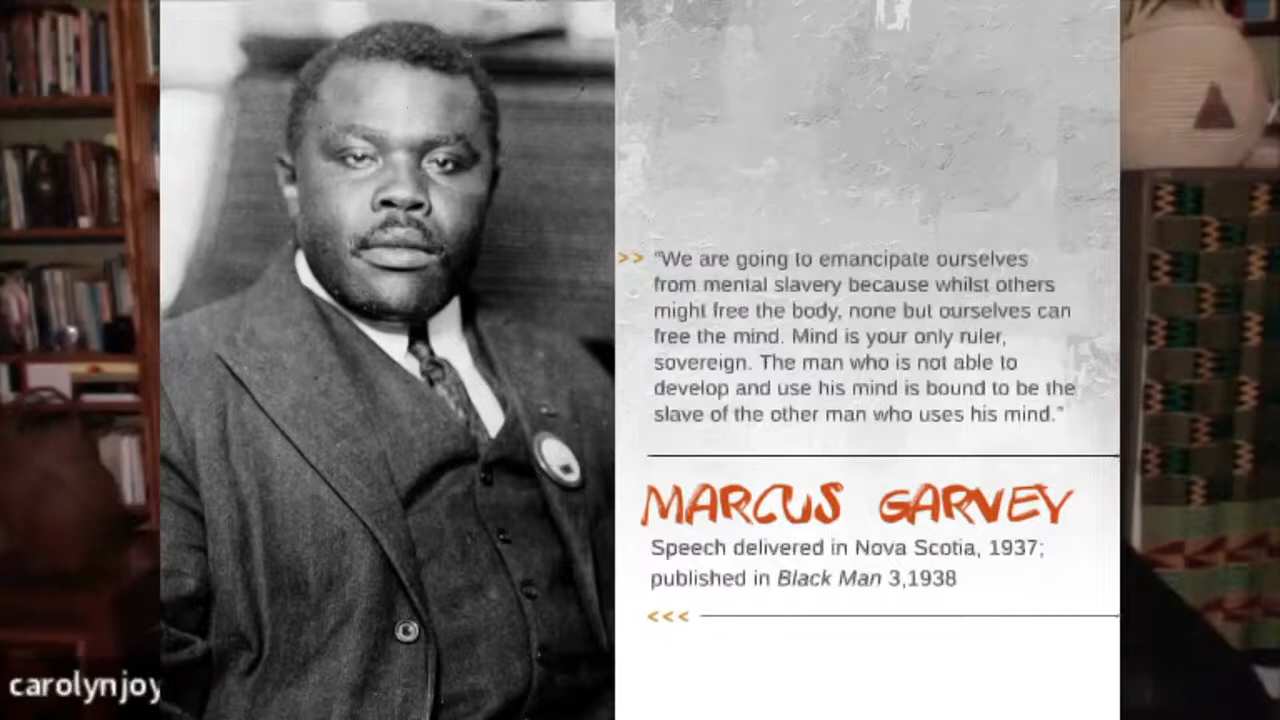 >> “We are going to emancipate ourselves
from mental slavery because whilst others
might free the body, none but ourselves can
free the mind. Mind is your only ruler,
sovereign. The man who is not able to
develop and use his mind is bound to be the
slave of the other man who uses his mind.”
MARCUS GARVEY
Speech delivered in Nova Scotia, 1937;
published in Black Man 3,1938
<<<
carolynjoy